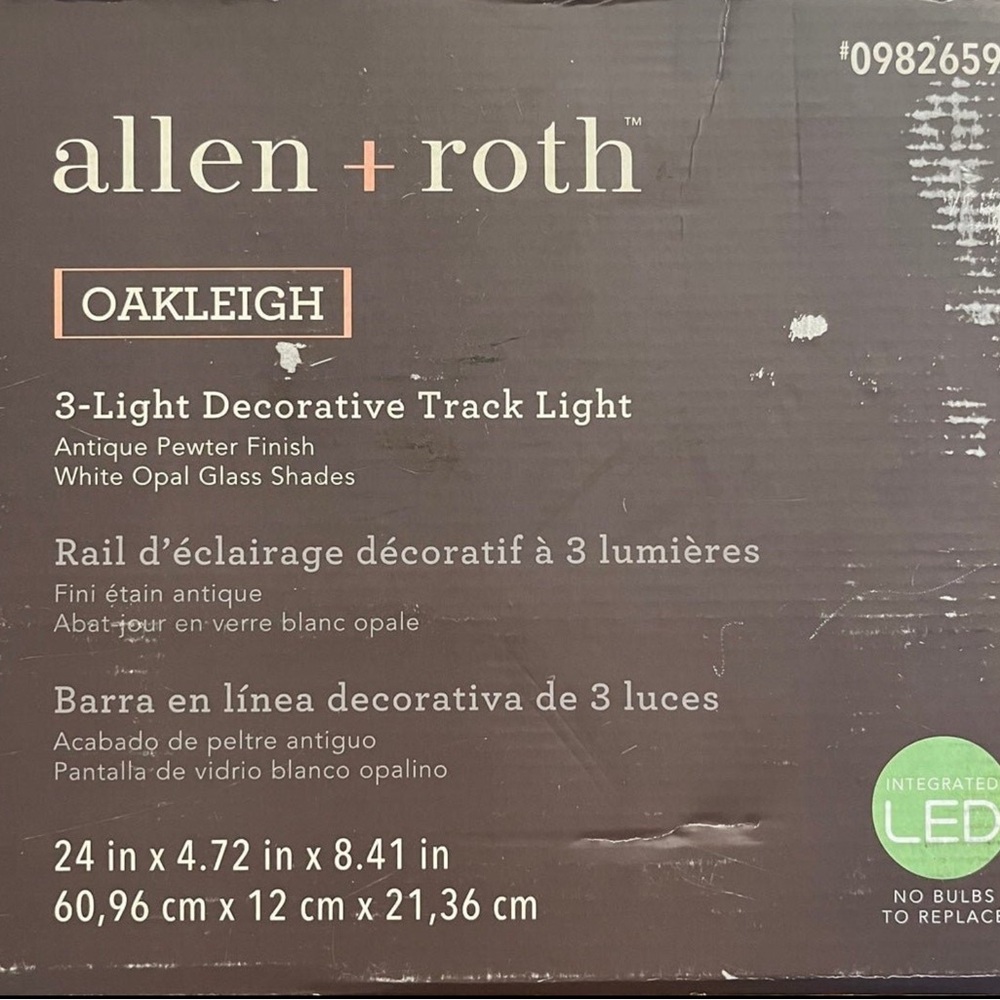 #0982659
allen + roth™
OAKLEIGH
3-Light Decorative Track Light
Antique Pewter Finish
White Opal Glass Shades
Rail d'éclairage décoratif à 3 lumières
Fini étain antique
Abat-jour en verre blanc opale
Barra en línea decorativa de 3 luces
Acabado de peltre antiguo
Pantalla de vidrio blanco opalino
24 in x 4.72 in x 8.41 in
60,96 cm x 12 cm x 21,36 cm
INTEGRATED
LED
NO BULBS
TO REPLACE